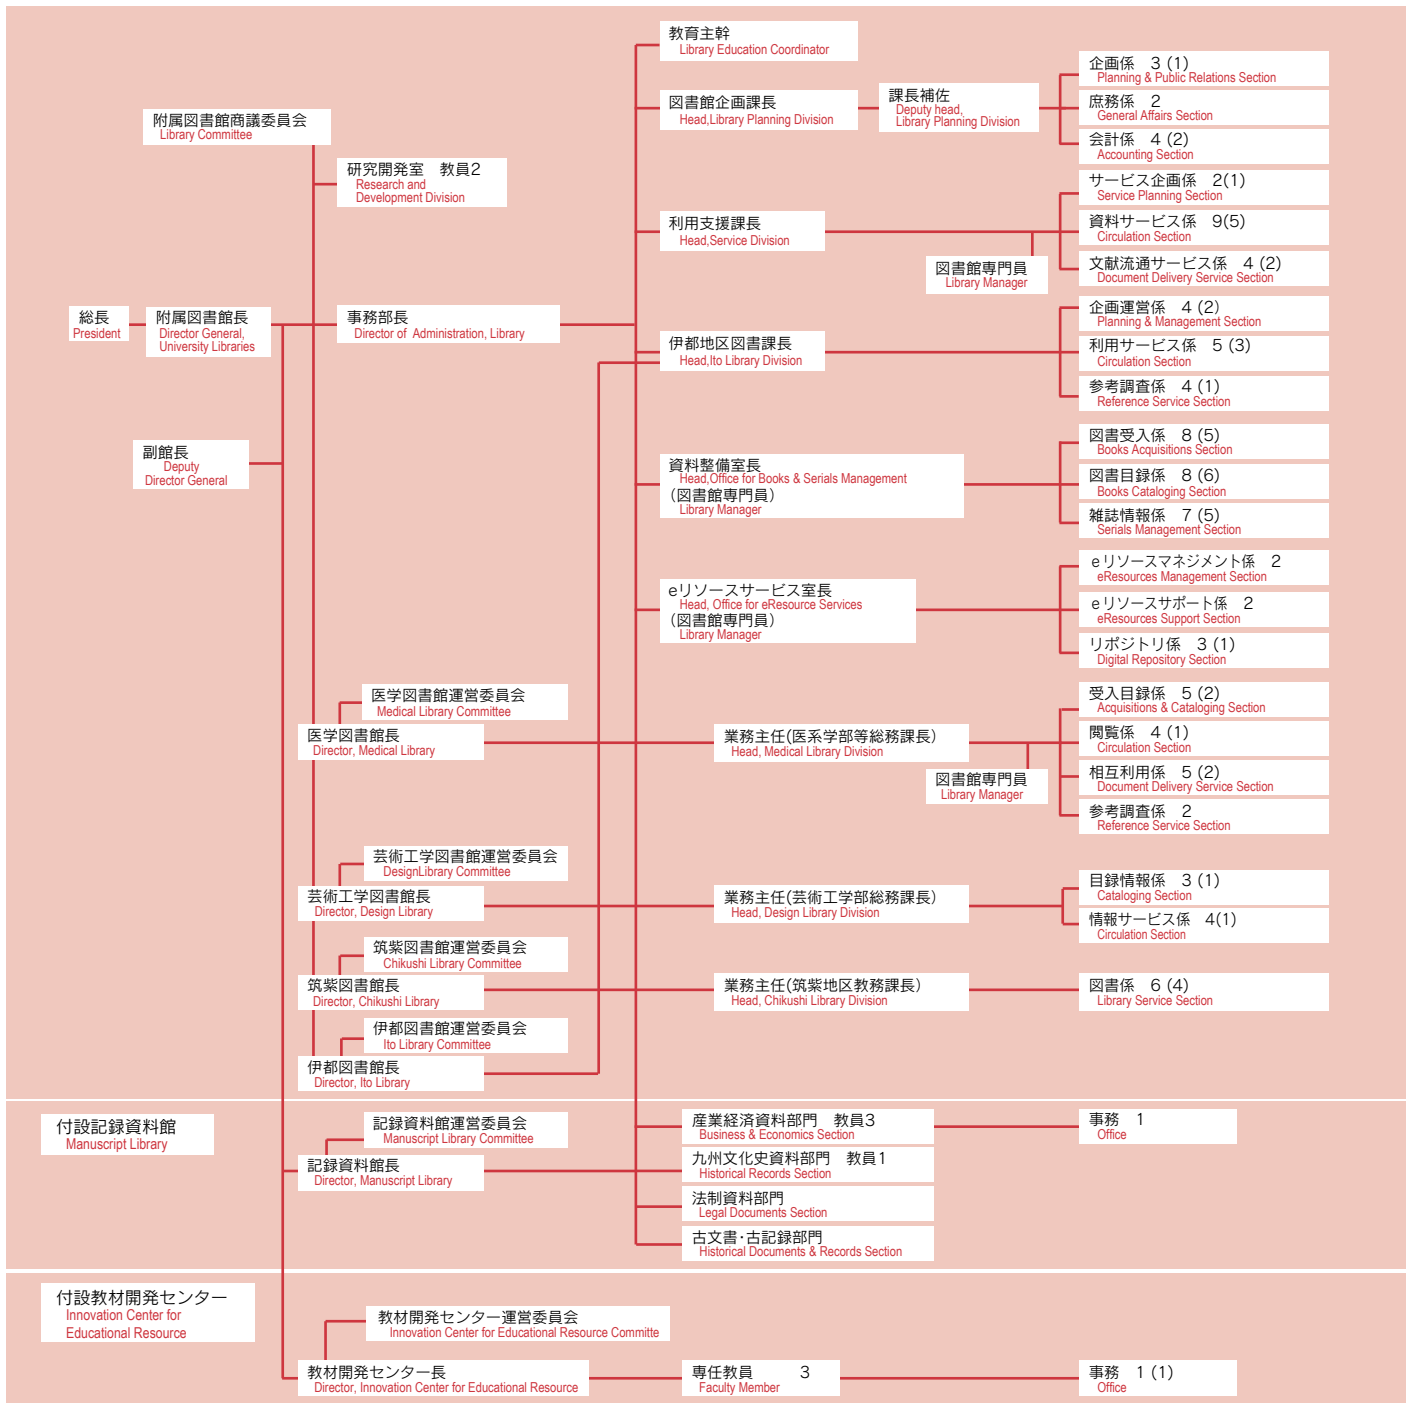 教育主幹
Library Education Coordinator
図書館企画課長
Head,Library Planning Division
課長補佐
Deputy head,
Library Planning Division
企画係 3 (1)
Planning & Public Relations Section
庶務係 2
General Affairs Section
会計係 4 (2)
Accounting Section
附属図書館商議委員会
Library Committee
研究開発室 教員2
Research and
Development Division
サービス企画係 2(1)
Service Planning Section
利用支援課長
Head,Service Division
資料サービス係 9(5)
Circulation Section
図書館専門員
Library Manager
文献流通サービス係 4 (2)
Document Delivery Service Section
総長
President
附属図書館長
Director General,
University Libraries
事務部長
Director of Administration, Library
伊都地区図書課長
Head,Ito Library Division
企画運営係 4 (2)
Planning & Management Section
利用サービス係 5 (3)
Circulation Section
参考調査係 4 (1)
Reference Service Section
副館長
Deputy
Director General
資料整備室長
Head,Office for Books & Serials Management
(図書館専門員)
Library Manager
図書受入係 8 (5)
Books Acquisitions Section
図書目録係 8 (6)
Books Cataloging Section
雑誌情報係 7 (5)
Serials Management Section
eリソースサービス室長
Head, Office for eResource Services
(図書館専門員)
Library Manager
eリソースマネジメント係 2
eResources Management Section
eリソースサポート係 2
eResources Support Section
リポジトリ係 3 (1)
Digital Repository Section
医学図書館運営委員会
Medical Library Committee
医学図書館長
Director, Medical Library
業務主任(医系学部等総務課長)
Head, Medical Library Division
図書館専門員
Library Manager
受入目録係 5 (2)
Acquisitions & Cataloging Section
閲覧係 4 (1)
Circulation Section
相互利用係 5 (2)
Document Delivery Service Section
参考調査係 2
Reference Service Section
芸術工学図書館運営委員会
DesignLibrary Committee
芸術工学図書館長
Director, Design Library
業務主任(芸術工学部総務課長)
Head, Design Library Division
目録情報係 3 (1)
Cataloging Section
情報サービス係 4(1)
Circulation Section
筑紫図書館運営委員会
Chikushi Library Committee
筑紫図書館長
Director, Chikushi Library
業務主任(筑紫地区教務課長)
Head, Chikushi Library Division
図書係 6 (4)
Library Service Section
伊都図書館運営委員会
Ito Library Committee
伊都図書館長
Director, Ito Library
付設記録資料館
Manuscript Library
記録資料館運営委員会
Manuscript Library Committee
記録資料館長
Director, Manuscript Library
産業経済資料部門 教員3
Business & Economics Section
事務 1
Office
九州文化史資料部門 教員1
Historical Records Section
法制資料部門
Legal Documents Section
古文書・古記録部門
Historical Documents & Records Section
付設教材開発センター
Innovation Center for
Educational Resource
教材開発センター運営委員会
Innovation Center for Educational Resource Committe
教材開発センター長
Director, Innovation Center for Educational Resource
専任教員 3
Faculty Member
事務 1 (1)
Office